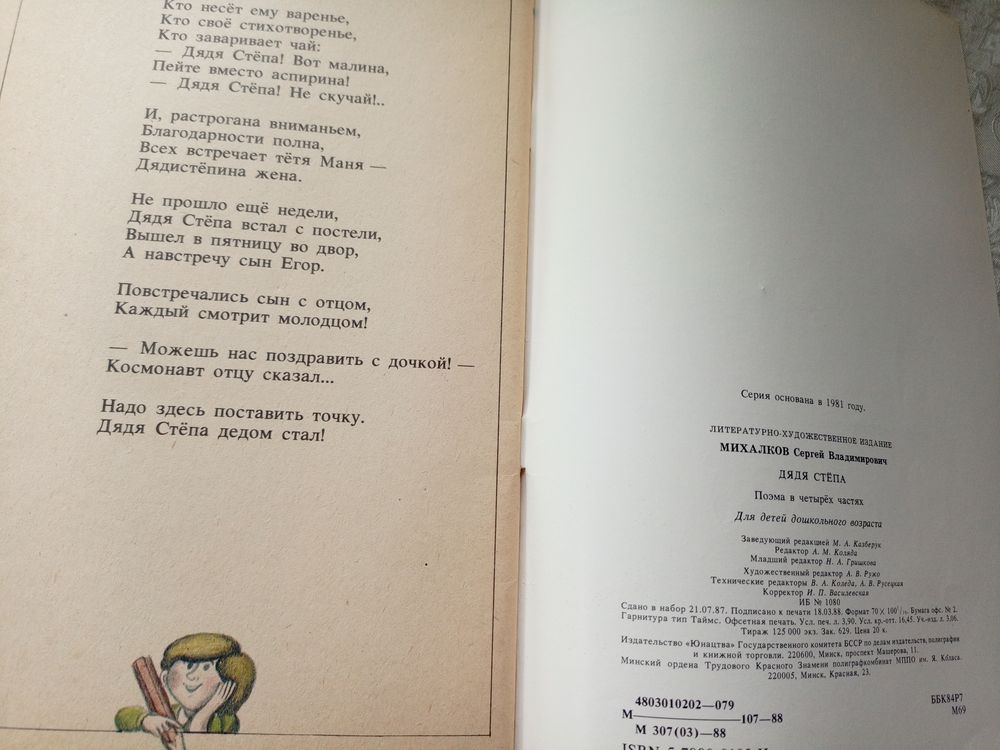 Кто несёт ему варенье,
Кто своё стихотворенье,
Кто заваривает чай:
— Дядя Стёпа! Вот малина,
Пейте вместо аспирина!
— Дядя Стёпа! Не скучай!..
И, растрогана вниманьем,
Благодарности полна,
Всех встречает тётя Маня —
Дядистёпина жена.
Не прошло ещё недели,
Дядя Стёпа встал с постели,
Вышел в пятницу во двор,
А навстречу сын Егор.
Повстречались сын с отцом,
Каждый смотрит молодцом!
— Можешь нас поздравить с дочкой! —
Космонавт отцу сказал...
Надо здесь поставить точку.
Дядя Стёпа дедом стал!
Серия основана в 1981 году.
ЛИТЕРАТУРНО-ХУДОЖЕСТВЕННОЕ ИЗДАНИЕ
МИХАЛКОВ Сергей Владимирович
ДЯДЯ СТЁПА
Поэма в четырёх частях
Для детей дошкольного возраста
Заведующий редакцией М. А. Казберук
Редактор А. М. Коляда
Младший редактор Н. А. Гришкова
Художественный редактор А. В. Ружо
Технические редакторы В. А. Коледа, А. В. Русецкая
Корректор И. П. Василевская
ИБ № 1080
Сдано в набор 21.07.87. Подписано к печати 18.03.88. Формат 70 × 100¹/₁₆. Бумага офс. № 2.
Гарнитура тип Таймс. Офсетная печать. Усл. печ. л. 3,90. Усл. кр.-отт. 16,45. Уч.-изд. л. 3,06.
Тираж 125 000 экз. Зак. 629. Цена 20 к.
Издательство «Юнацтва» Государственного комитета БССР по делам издательств, полиграфии
и книжной торговли. 220600, Минск, проспект Машерова, 11.
Минский ордена Трудового Красного Знамени полиграфкомбинат МППО им. Я. Коласа.
220005, Минск, Красная, 23.
4803010202—079
М———107—88
М 307(03)—88
ББК84Р7
М69